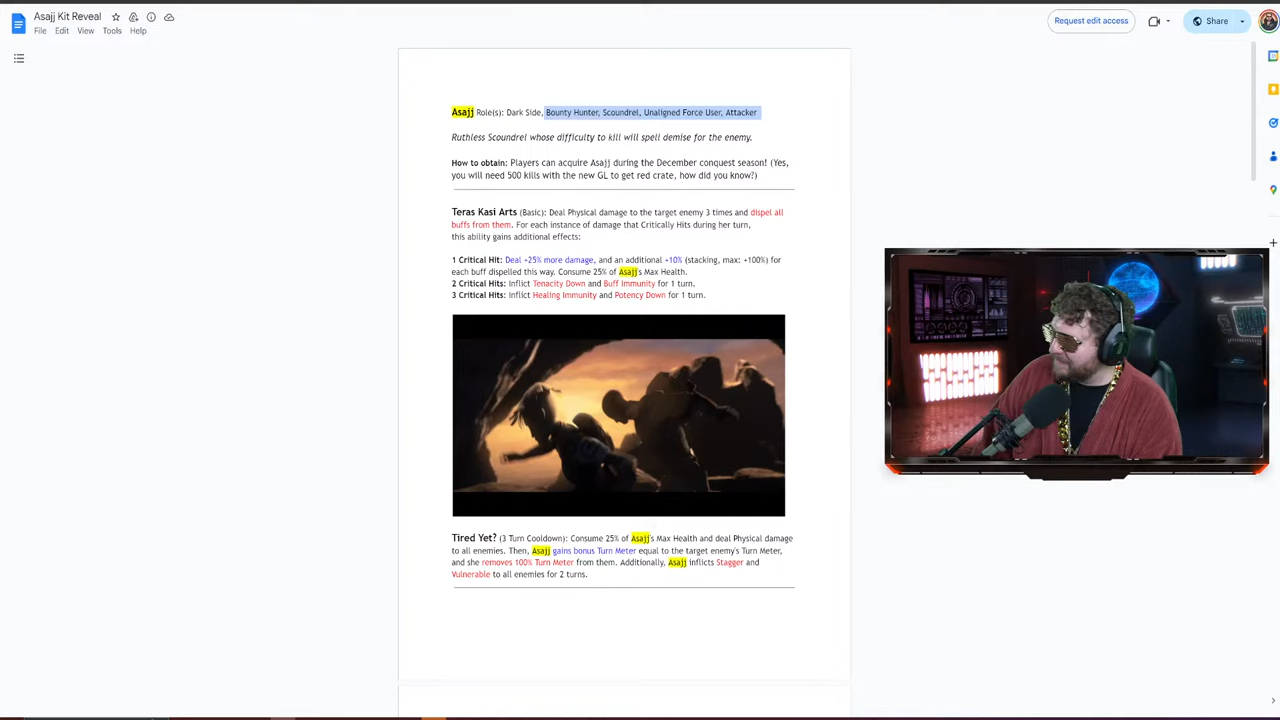 Asajj Kit Reveal
File Edit View Tools Help
Request edit access
Share
Asajj Role(s): Dark Side, Bounty Hunter, Scoundrel, Unaligned Force User, Attacker
Ruthless Scoundrel whose difficulty to kill will spell demise for the enemy.
How to obtain: Players can acquire Asajj during the December conquest season! (Yes,
you will need 500 kills with the new GL to get red crate, how did you know?)
Teras Kasi Arts (Basic): Deal Physical damage to the target enemy 3 times and dispel all
buffs from them. For each instance of damage that Critically Hits during her turn,
this ability gains additional effects:
1 Critical Hit: Deal +25% more damage, and an additional +10% (stacking, max: +100%) for
each buff dispelled this way. Consume 25% of Asajj's Max Health.
2 Critical Hits: Inflict Tenacity Down and Buff Immunity for 1 turn.
3 Critical Hits: Inflict Healing Immunity and Potency Down for 1 turn.
Tired Yet? (3 Turn Cooldown): Consume 25% of Asajj's Max Health and deal Physical damage
to all enemies. Then, Asajj gains bonus Turn Meter equal to the target enemy's Turn Meter,
and she removes 100% Turn Meter from them. Additionally, Asajj inflicts Stagger and
Vulnerable to all enemies for 2 turns.